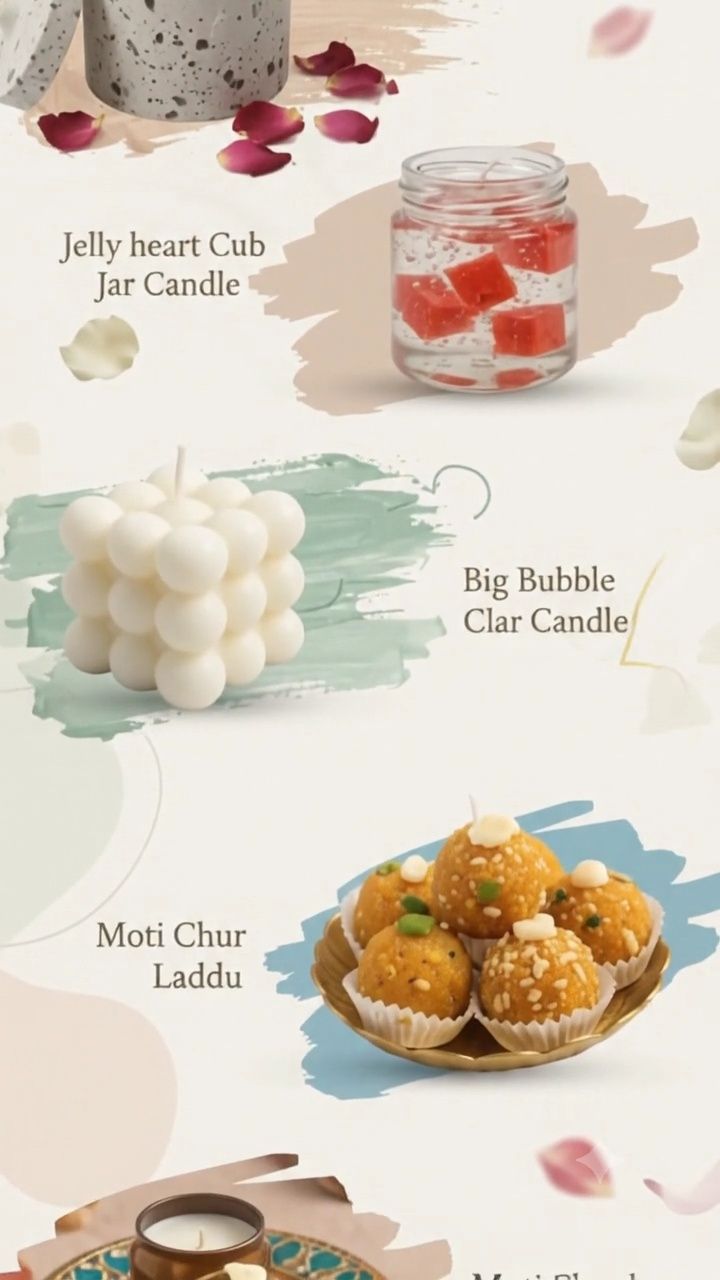 Jelly heart Cub
Jar Candle
Big Bubble
Clar Candle
Moti Chur
Laddu